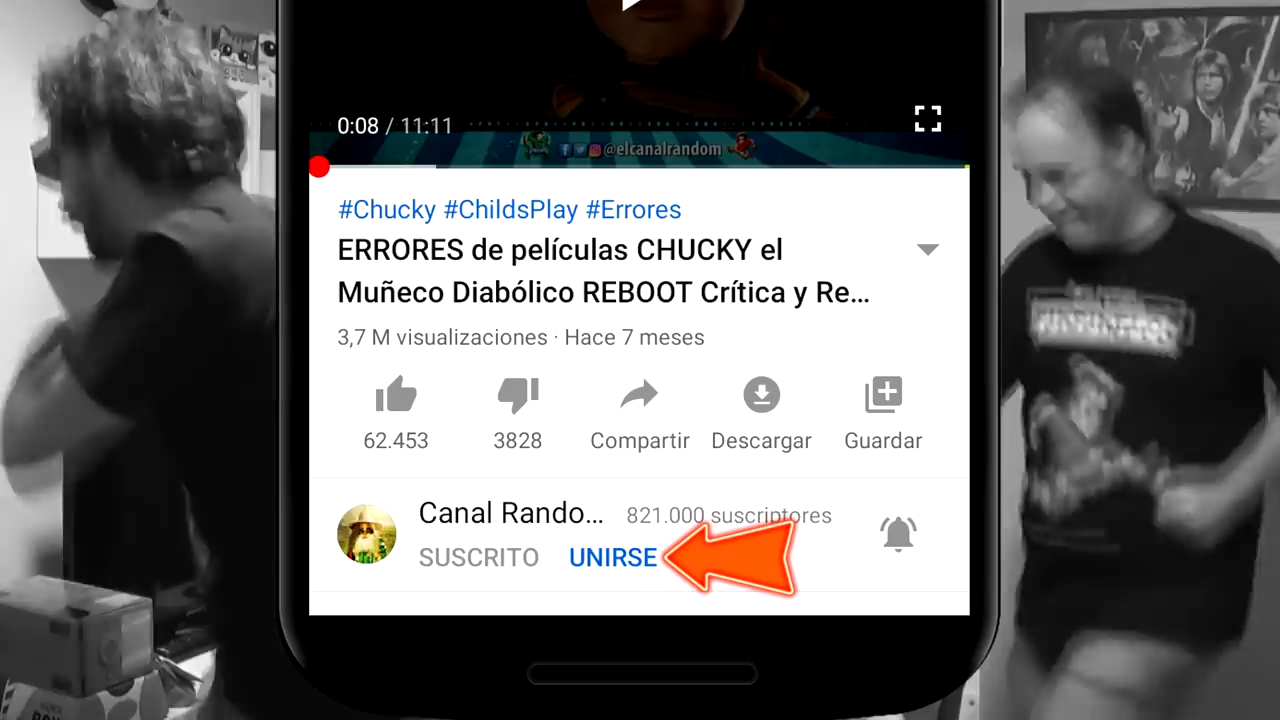 0:08 / 11:11
@elcanalrandom
#Chucky #ChildsPlay #Errores
ERRORES de películas CHUCKY el
Muñeco Diabólico REBOOT Crítica y Re...
3,7 M visualizaciones · Hace 7 meses
62.453
3828
Compartir
Descargar
Guardar
Canal Rando... 821.000 suscriptores
SUSCRITO UNIRSE